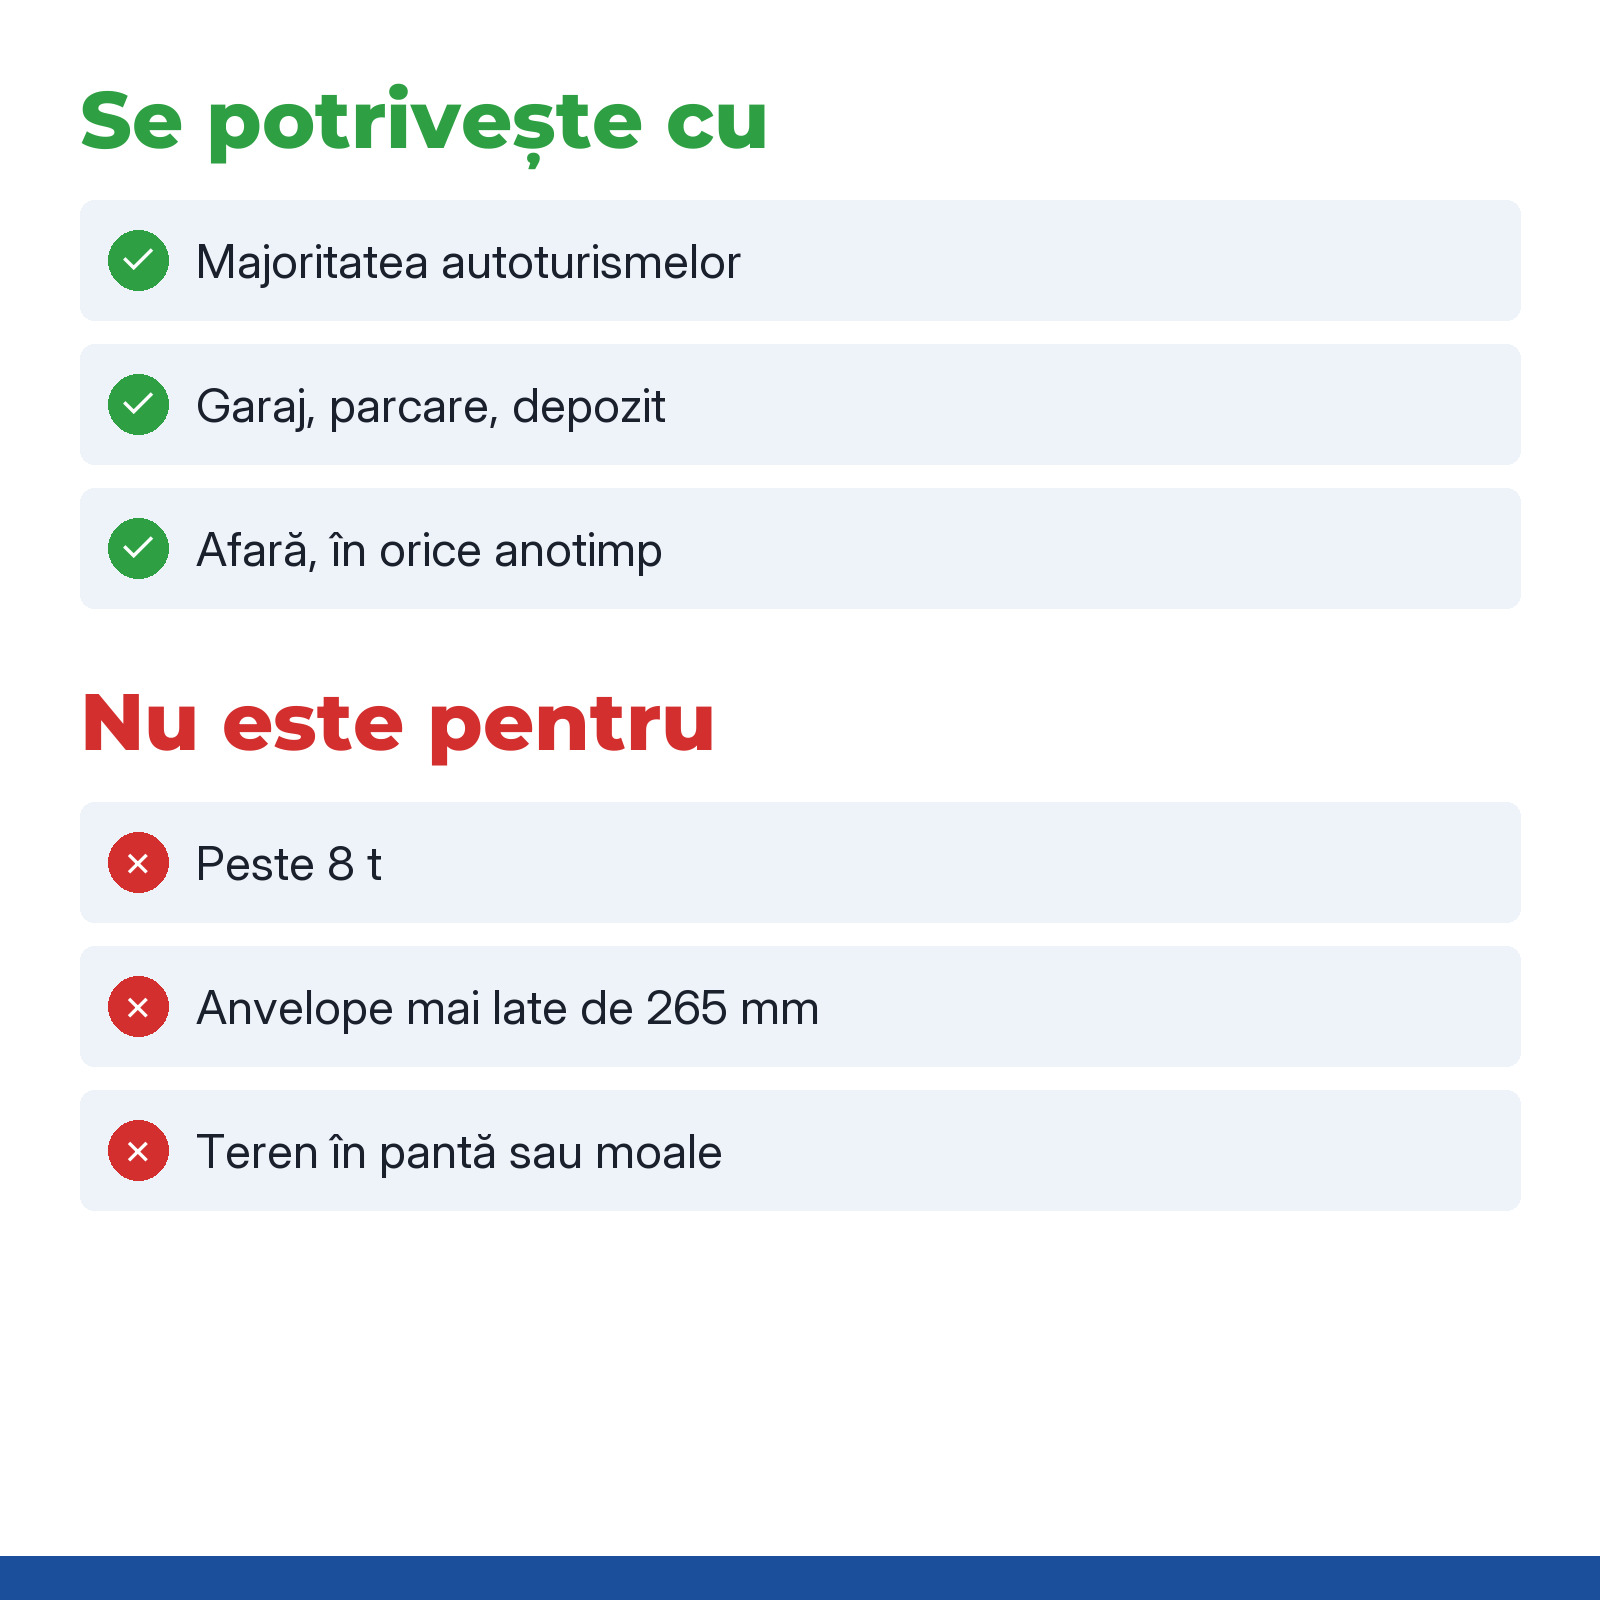 Se potrivește cu
Majoritatea autoturismelor
Garaj, parcare, depozit
Afară, în orice anotimp
Nu este pentru
Peste 8 t
Anvelope mai late de 265 mm
Teren în pantă sau moale